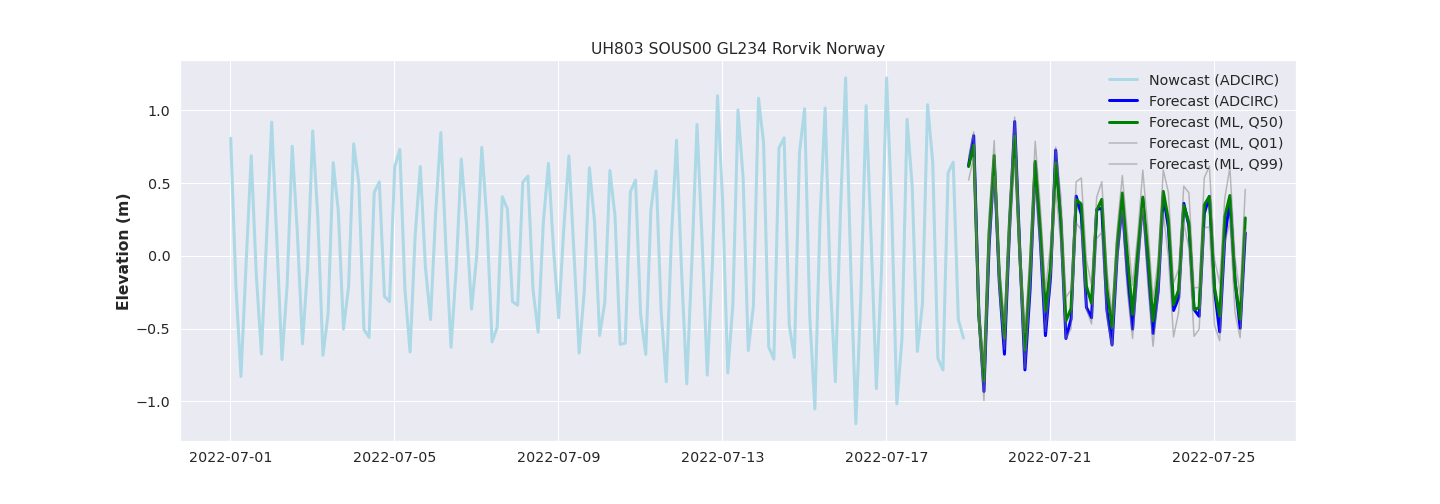 UH803 SOUS00 GL234 Rorvik Norway
Nowcast (ADCIRC)
Forecast (ADCIRC)
Forecast (ML, Q50)
Forecast (ML, Q01)
Forecast (ML, Q99)
Elevation (m)
1.0
0.5
0.0
−0.5
−1.0
2022-07-01 2022-07-05 2022-07-09 2022-07-13 2022-07-17 2022-07-21 2022-07-25